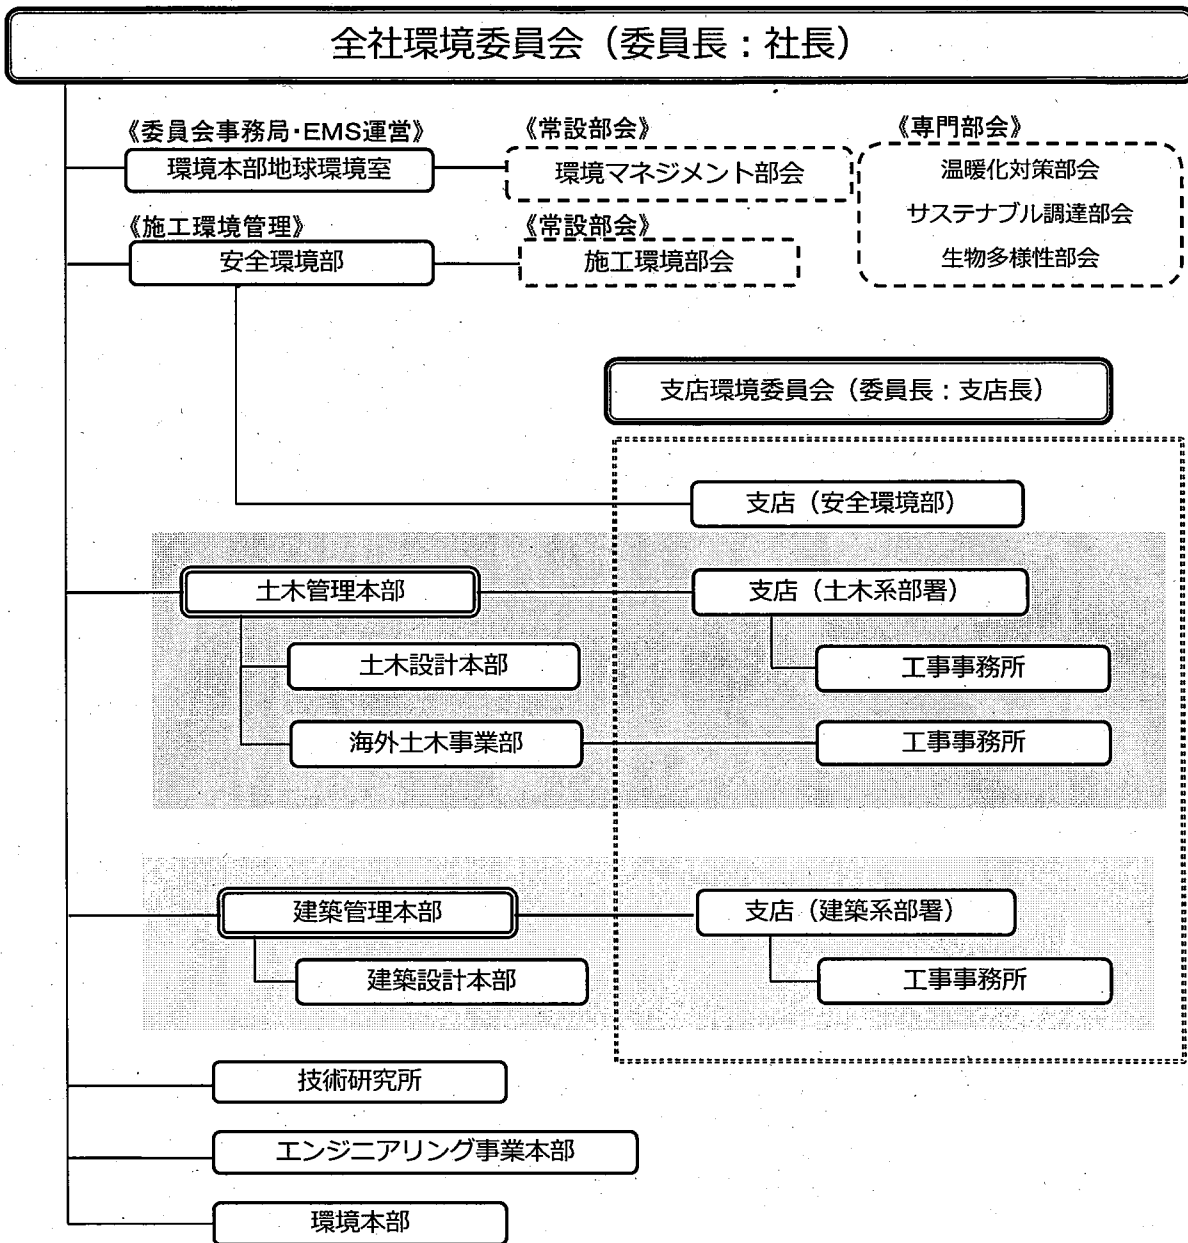 全社環境委員会（委員長：社長）
《委員会事務局・EMS運営》
《常設部会》
《専門部会》
環境本部地球環境室
環境マネジメント部会
温暖化対策部会
サステナブル調達部会
生物多様性部会
《施工環境管理》
《常設部会》
安全環境部
施工環境部会
支店環境委員会（委員長：支店長）
支店（安全環境部）
土木管理本部
支店（土木系部署）
土木設計本部
工事事務所
海外土木事業部
工事事務所
建築管理本部
支店（建築系部署）
建築設計本部
工事事務所
技術研究所
エンジニアリング事業本部
環境本部